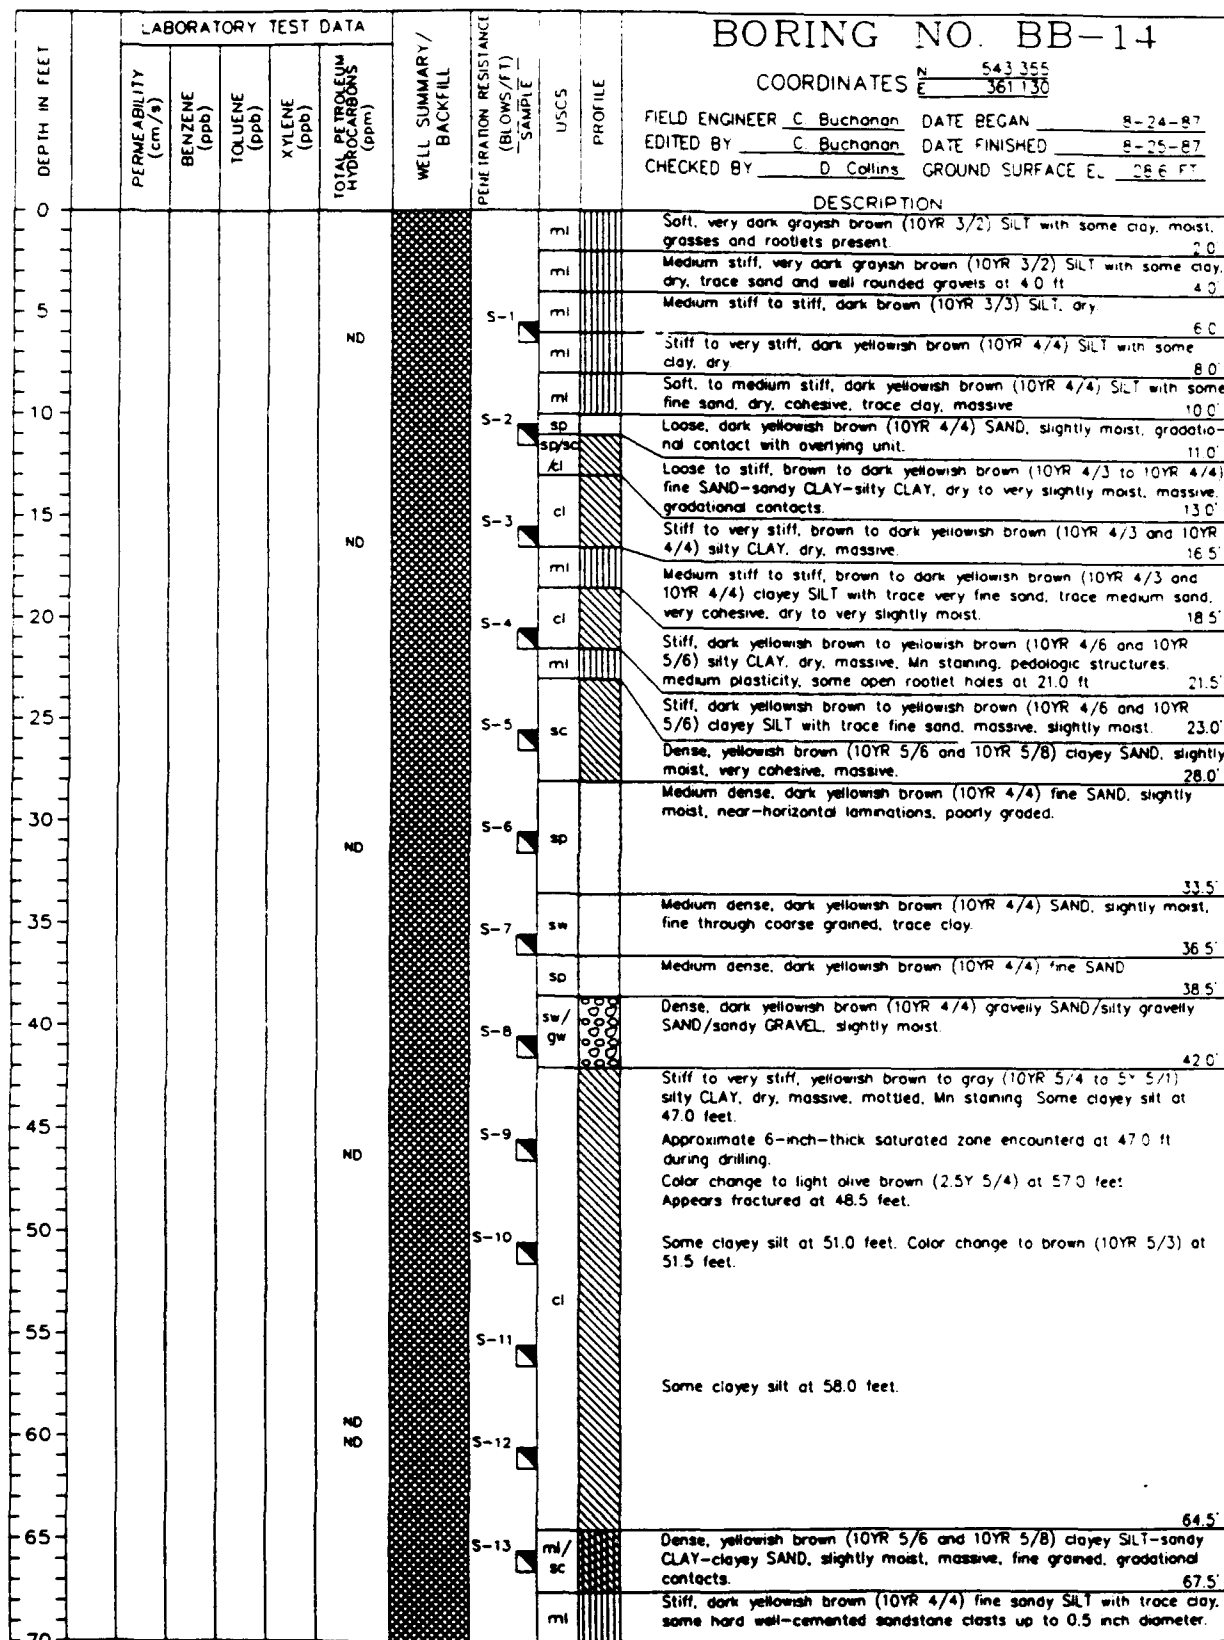 BORING NO. BB-14
COORDINATES N 543 355
E 361 130
FIELD ENGINEER C. Buchanan DATE BEGAN 8-24-87
EDITED BY C. Buchanan DATE FINISHED 8-25-87
CHECKED BY D Collins GROUND SURFACE EL 28.6 FT
DEPTH IN FEET
LABORATORY TEST DATA
PERMEABILITY (cm/s)
BENZENE (ppb)
TOLUENE (ppb)
XYLENE (ppb)
TOTAL PETROLEUM HYDROCARBONS (ppm)
WELL SUMMARY/ BACKFILL
PENETRATION RESISTANCE (BLOWS/FT)
SAMPLE
USCS
PROFILE
DESCRIPTION
0
ml
Soft, very dark grayish brown (10YR 3/2) SILT with some clay, moist,
grasses and rootlets present. 2.0
ml
Medium stiff, very dark grayish brown (10YR 3/2) SILT with some clay,
dry, trace sand and well rounded gravels at 4.0 ft 4.0'
5
S-1
ml
Medium stiff to stiff, dark brown (10YR 3/3) SILT, dry.
6.0
ND
ml
Stiff to very stiff, dark yellowish brown (10YR 4/4) SILT with some
clay, dry 8.0'
ml
Soft, to medium stiff, dark yellowish brown (10YR 4/4) SILT with some
fine sand, dry, cohesive, trace clay, massive 10.0'
10
S-2
sp
Loose, dark yellowish brown (10YR 4/4) SAND, slightly moist, gradatio-
nal contact with overlying unit. 11.0'
sp/sc
/cl
Loose to stiff, brown to dark yellowish brown (10YR 4/3 to 10YR 4/4)
fine SAND-sandy CLAY-silty CLAY, dry to very slightly moist, massive,
gradational contacts. 13.0'
15
S-3
cl
ND
Stiff to very stiff, brown to dark yellowish brown (10YR 4/3 and 10YR
4/4) silty CLAY, dry, massive. 16.5'
ml
Medium stiff to stiff, brown to dark yellowish brown (10YR 4/3 and
10YR 4/4) clayey SILT with trace very fine sand, trace medium sand,
very cohesive, dry to very slightly moist. 18.5'
20
S-4
cl
Stiff, dark yellowish brown to yellowish brown (10YR 4/6 and 10YR
5/6) silty CLAY, dry, massive, Mn staining, pedologic structures,
medium plasticity, some open rootlet holes at 21.0 ft 21.5'
ml
Stiff, dark yellowish brown to yellowish brown (10YR 4/6 and 10YR
5/6) clayey SILT with trace fine sand, massive, slightly moist. 23.0'
25
S-5
sc
Dense, yellowish brown (10YR 5/6 and 10YR 5/8) clayey SAND, slightly
moist, very cohesive, massive. 28.0'
30
S-6
ND
sp
Medium dense, dark yellowish brown (10YR 4/4) fine SAND, slightly
moist, near-horizontal laminations, poorly graded.
33.5'
35
S-7
sw
Medium dense, dark yellowish brown (10YR 4/4) SAND, slightly moist,
fine through coarse grained, trace clay.
36.5'
sp
Medium dense, dark yellowish brown (10YR 4/4) fine SAND
38.5'
40
S-8
sw/
gw
Dense, dark yellowish brown (10YR 4/4) gravelly SAND/silty gravelly
SAND/sandy GRAVEL, slightly moist.
42.0'
Stiff to very stiff, yellowish brown to gray (10YR 5/4 to 5Y 5/1)
silty CLAY, dry, massive, mottled, Mn staining Some clayey silt at
47.0 feet.
45
S-9
ND
Approximate 6-inch-thick saturated zone encounterd at 47.0 ft
during drilling.
Color change to light olive brown (2.5Y 5/4) at 57.0 feet
Appears fractured at 48.5 feet.
50
S-10
Some clayey silt at 51.0 feet. Color change to brown (10YR 5/3) at
51.5 feet.
cl
55
S-11
Some clayey silt at 58.0 feet.
ND
60
ND
S-12
64.5'
65
S-13
ml/
sc
Dense, yellowish brown (10YR 5/6 and 10YR 5/8) clayey SILT-sandy
CLAY-clayey SAND, slightly moist, massive, fine grained, gradational
contacts. 67.5'
ml
Stiff, dark yellowish brown (10YR 4/4) fine sandy SILT with trace clay,
some hard well-cemented sandstone clasts up to 0.5 inch diameter.
70